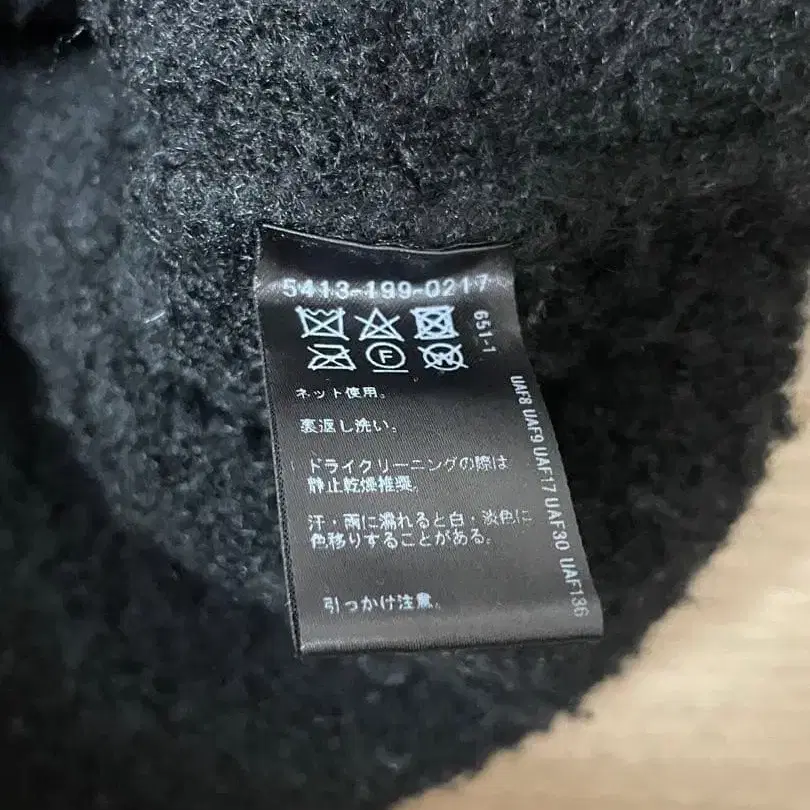 5413-199-0217
651-1
F
W
ネット使用。
裏返し洗い。
ドライクリーニングの際は
静止乾燥推奨。
汗・雨に濡れると白・淡色に
色移りすることがある。
引っかけ注意。
UAF8 UAF9 UAF17 UAF30 UAF136